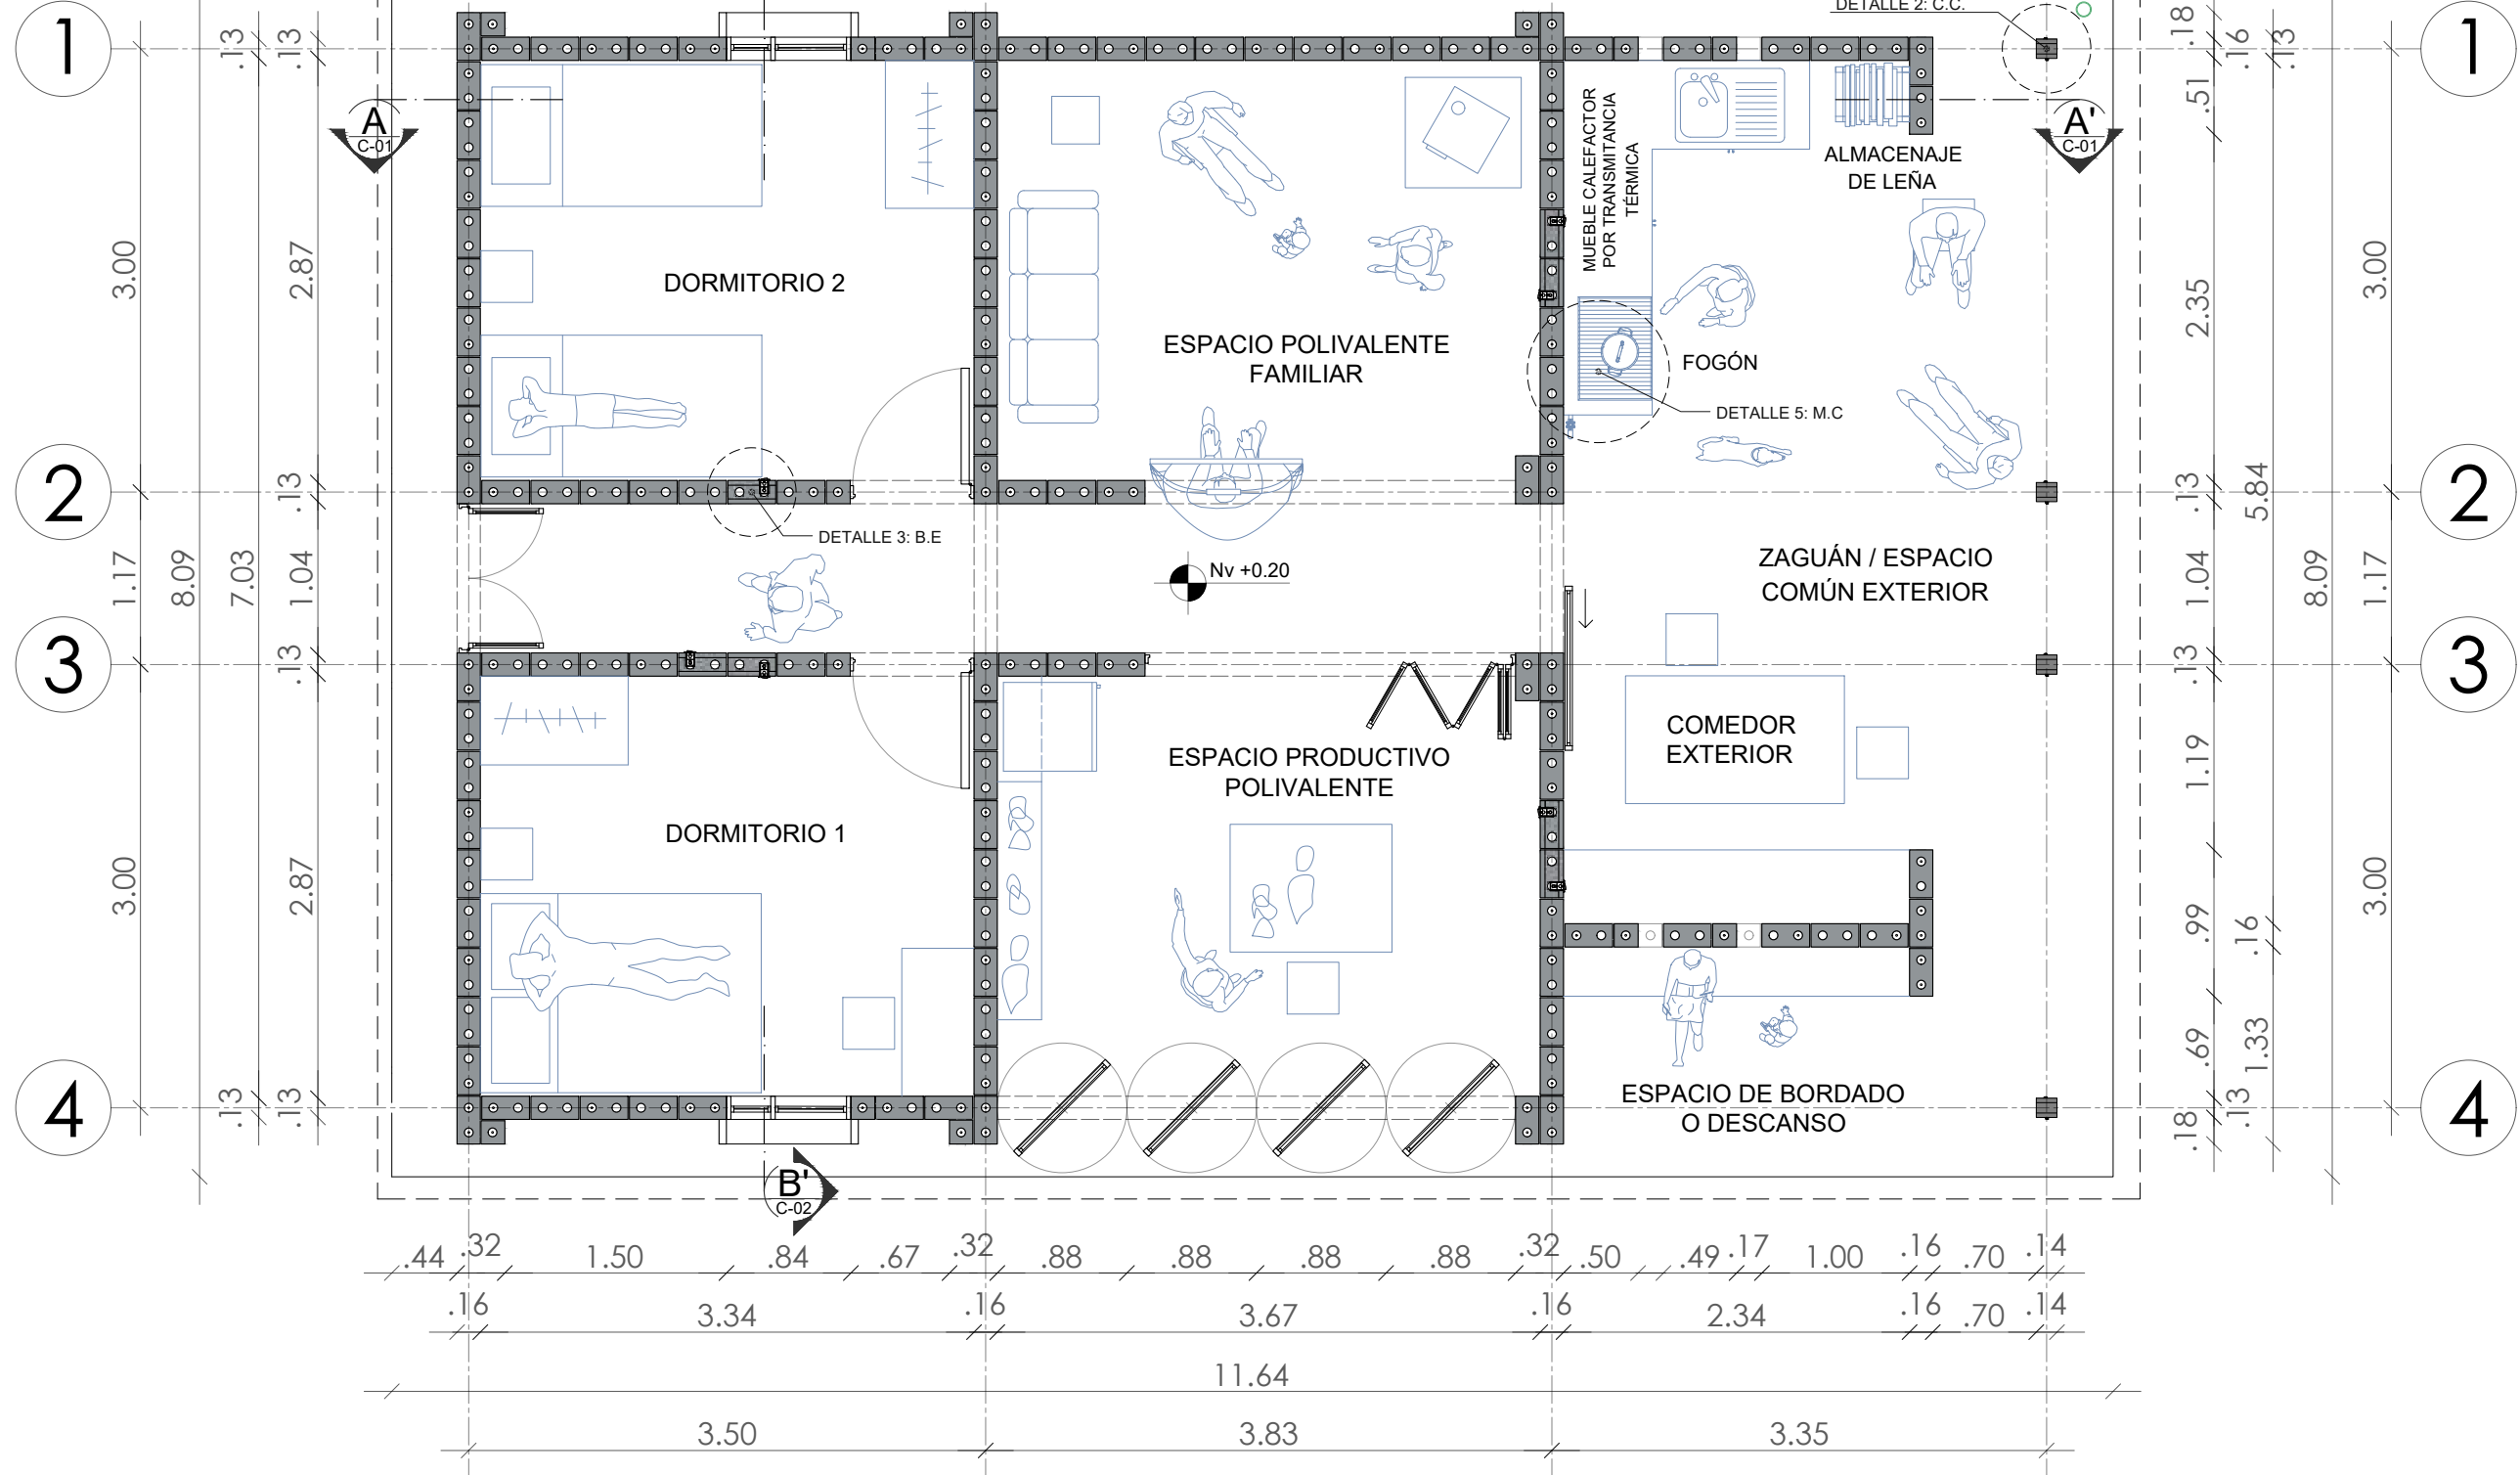 DETALLE 2: C.C.
1
1
.13
.13
.18
.16
.13
A
C-01
A'
C-01
MUEBLE CALEFACTOR
POR TRANSMITANCIA
TÉRMICA
ALMACENAJE
DE LEÑA
.51
3.00
2.87
DORMITORIO 2
ESPACIO POLIVALENTE
FAMILIAR
FOGÓN
DETALLE 5: M.C
2.35
3.00
2
2
.13
.13
5.84
DETALLE 3: B.E
Nv +0.20
ZAGUÁN / ESPACIO
COMÚN EXTERIOR
1.17
8.09
7.03
1.04
1.04
8.09
1.17
3
3
.13
.13
COMEDOR
EXTERIOR
ESPACIO PRODUCTIVO
POLIVALENTE
1.19
DORMITORIO 1
3.00
2.87
3.00
.99
.16
.69
1.33
ESPACIO DE BORDADO
O DESCANSO
4
4
.13
.13
.18
.13
B'
C-02
.44
.32
1.50
.84
.67
.32
.88
.88
.88
.88
.32
.50
.49
.17
1.00
.16
.70
.14
.16
3.34
.16
3.67
.16
2.34
.16
.70
.14
11.64
3.50
3.83
3.35